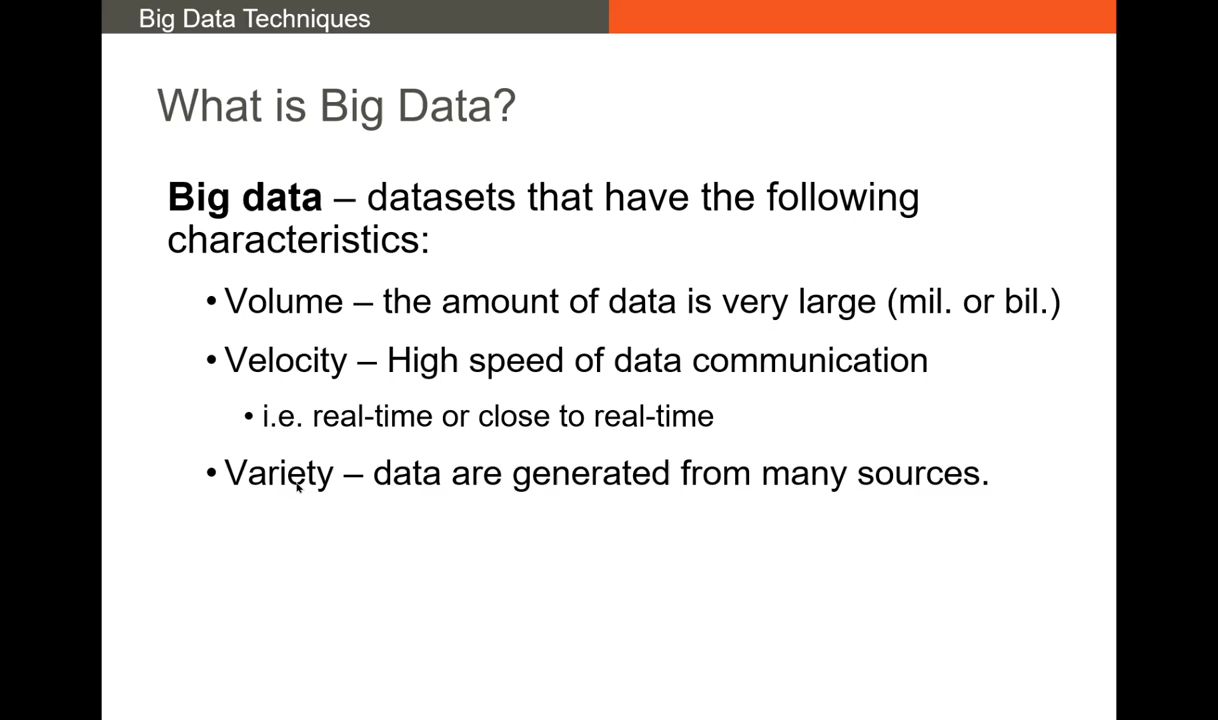 Big Data Techniques
What is Big Data?
Big data – datasets that have the following
characteristics:
• Volume – the amount of data is very large (mil. or bil.)
• Velocity – High speed of data communication
• i.e. real-time or close to real-time
• Variety – data are generated from many sources.